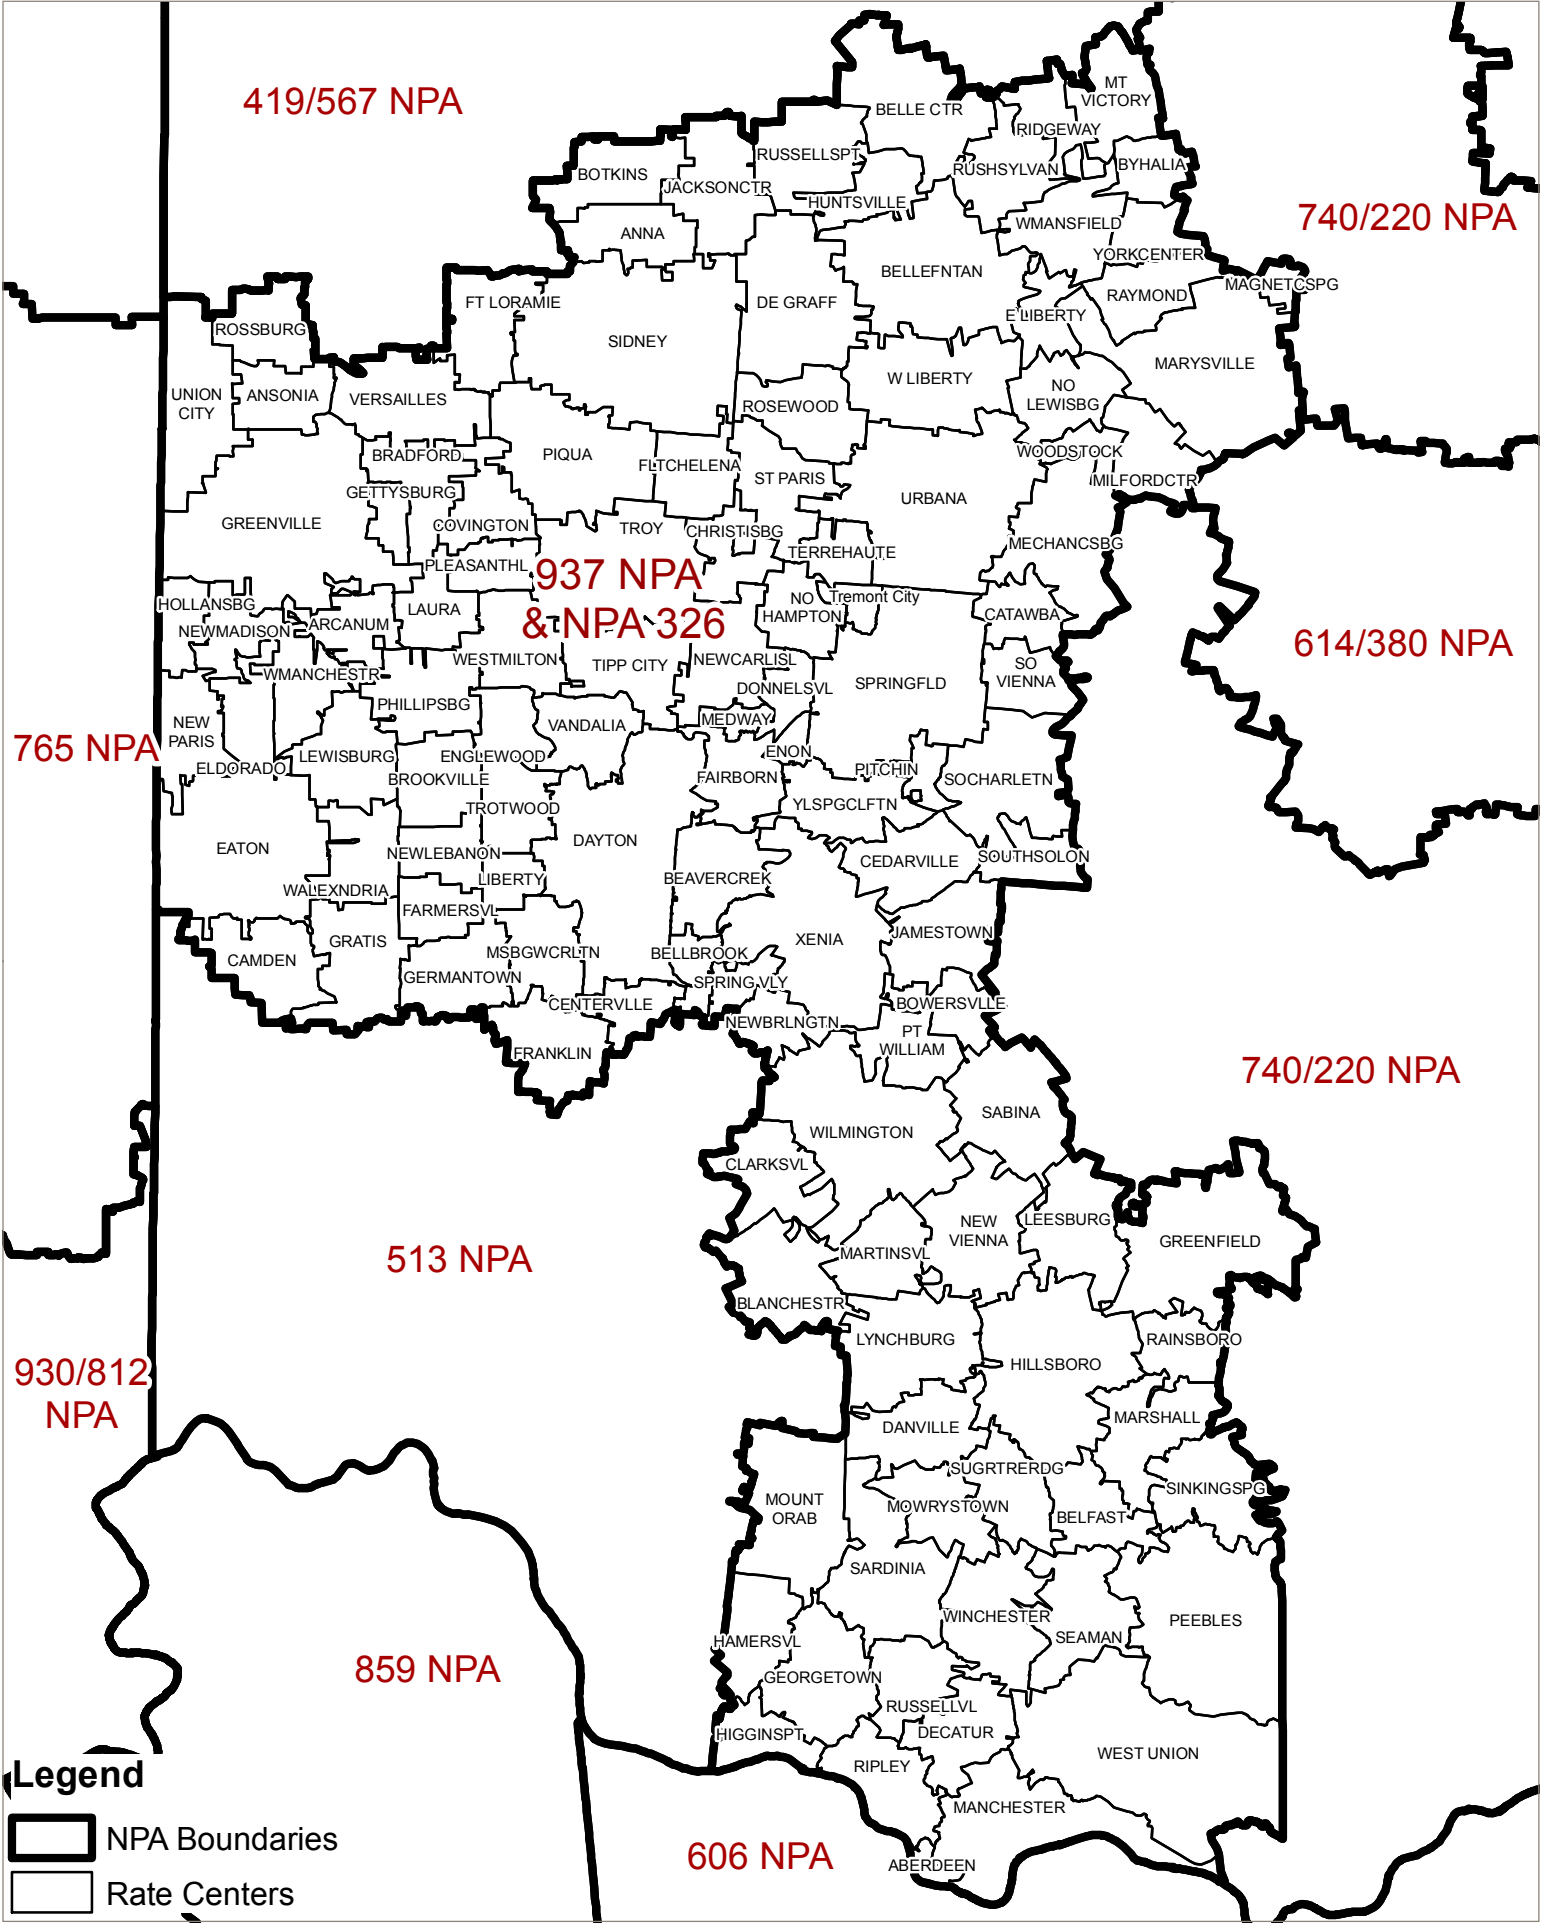 419/567 NPA
MT
VICTORY
BELLE CTR
RIDGEWAY
RUSSELLSPT
RUSHSYLVAN
BYHALIA
BOTKINS
JACKSONCTR
HUNTSVILLE
740/220 NPA
ANNA
WMANSFIELD
YORKCENTER
BELLEFNTAN
MAGNETCSPG
FT LORAMIE
DE GRAFF
RAYMOND
E LIBERTY
ROSSBURG
SIDNEY
MARYSVILLE
W LIBERTY
UNION
CITY
ANSONIA
VERSAILLES
NO
LEWISBG
ROSEWOOD
BRADFORD
PIQUA
FLTCHELENA
WOODSTOCK
ST PARIS
MILFORDCTR
GETTYSBURG
URBANA
GREENVILLE
COVINGTON
TROY
CHRISTISBG
MECHANCSBG
TERREHAUTE
PLEASANTHL
937 NPA
& NPA 326
HOLLANSBG
LAURA
NO
HAMPTON
Tremont City
CATAWBA
NEWMADISON
ARCANUM
614/380 NPA
WESTMILTON
TIPP CITY
NEWCARLISL
SO
VIENNA
WMANCHESTR
DONNELSVL
SPRINGFLD
PHILLIPSBG
NEW
PARIS
VANDALIA
MEDWAY
765 NPA
LEWISBURG
ENGLEWOOD
ENON
ELDORADO
BROOKVILLE
FAIRBORN
PITCHIN
SOCHARLETN
TROTWOOD
YLSPGCLFTN
EATON
DAYTON
NEWLEBANON
CEDARVILLE
SOUTHSOLON
LIBERTY
BEAVERCREK
WALEXNDRIA
FARMERSVL
GRATIS
XENIA
JAMESTOWN
CAMDEN
MSBGWCRLTN
BELLBROOK
GERMANTOWN
SPRING VLY
CENTERVLLE
BOWERSVLLE
NEWBRLNGTN
PT
WILLIAM
FRANKLIN
740/220 NPA
SABINA
WILMINGTON
CLARKSVL
NEW
VIENNA
LEESBURG
GREENFIELD
513 NPA
MARTINSVL
BLANCHESTR
LYNCHBURG
RAINSBORO
HILLSBORO
930/812
NPA
DANVILLE
MARSHALL
SUGRTRERDG
SINKINGSPG
MOUNT
ORAB
MOWRYSTOWN
BELFAST
SARDINIA
WINCHESTER
PEEBLES
SEAMAN
HAMERSVL
859 NPA
GEORGETOWN
RUSSELLVL
HIGGINSPT
DECATUR
WEST UNION
RIPLEY
MANCHESTER
606 NPA
ABERDEEN
Legend
NPA Boundaries
Rate Centers